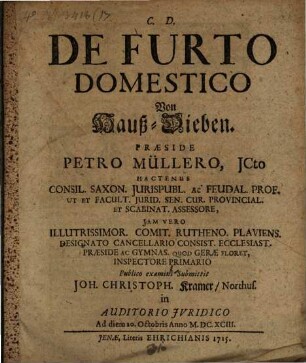 C. D.
DE FURTO
DOMESTICO
Von
Hauß-Dieben.
PRÆSIDE
PETRO MÜLLERO, JCto
HACTENUS
CONSIL. SAXON. JURISPUBL. AC FEUDAL. PROF.
UT ET FACULT. JURID. SEN. CUR. PROVINCIAL.
ET SCABINAT. ASSESSORE,
JAM VERO
ILLUTRISSIMOR. COMIT. RUTHENO. PLAVIENS.
DESIGNATO CANCELLARIO CONSIST. ECCLESIAST.
PRÆSIDE AC GYMNAS. QUOD GERÆ FLORET,
INSPECTORE PRIMARIO
Publico examini submittit
JOH. CHRISTOPH. Kramer/ Northuſ.
in
AUDITORIO JURIDICO
Ad diem 20. Octobris Anno M. DC. XCIII.
JENÆ, Literis EHRICHIANIS 1715.